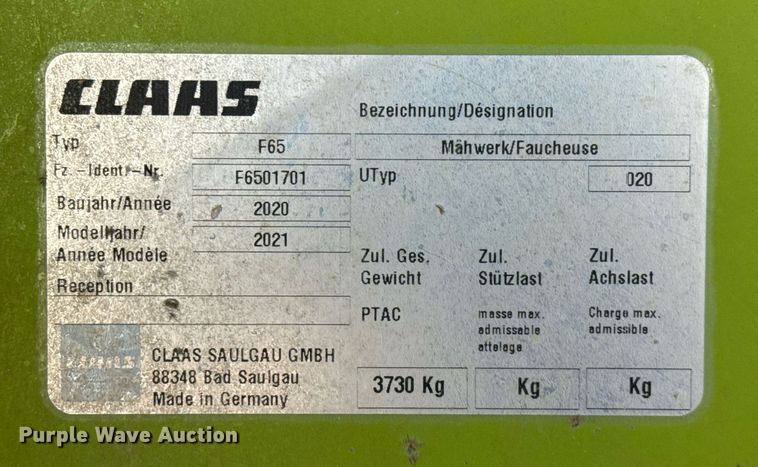 CLAAS
Bezeichnung/Désignation
Typ F65 Mähwerk/Faucheuse
Fz.-Ident.-Nr. F6501701 UTyp 020
Baujahr/Année 2020
Modelljahr/ 2021
Année Modèle
Zul. Ges. Zul. Zul.
Gewicht Stützlast Achslast
Reception
PTAC masse max. Charge max.
admissable admissible
attelage
CLAAS SAULGAU GMBH
88348 Bad Saulgau
Made in Germany
3730 Kg Kg Kg
Purple Wave Auction